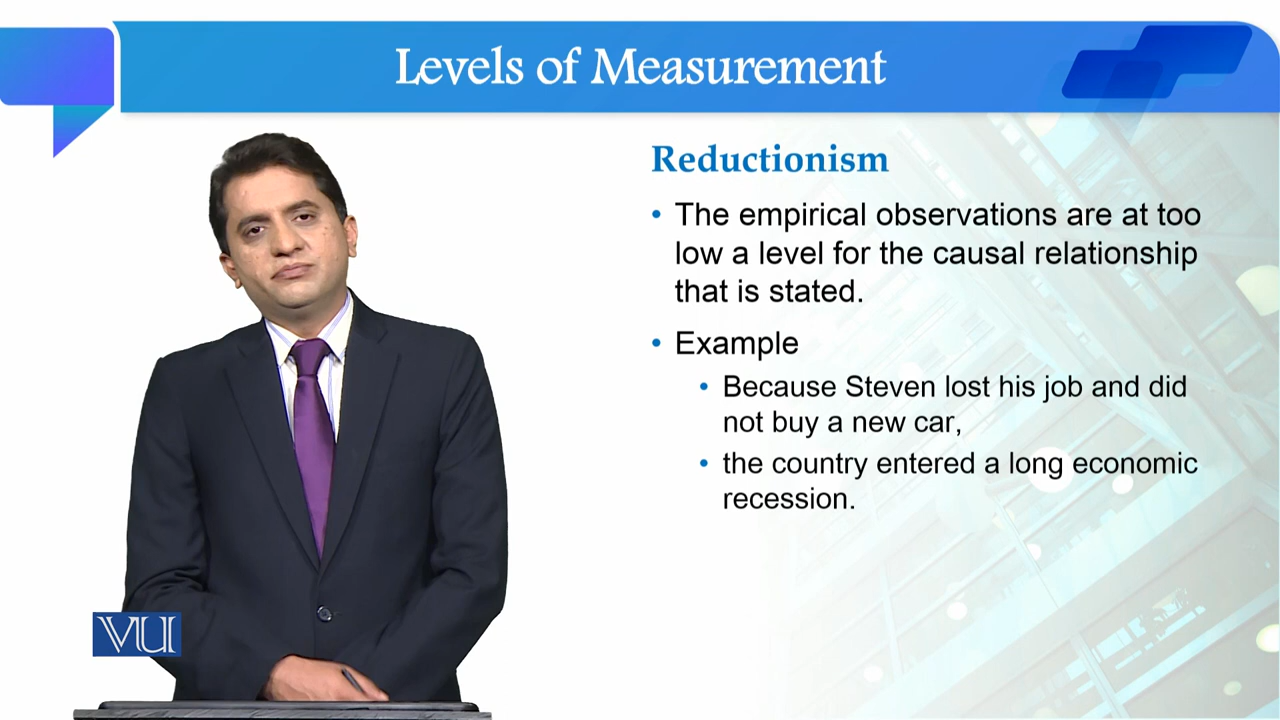 Levels of Measurement
Reductionism
• The empirical observations are at too
low a level for the causal relationship
that is stated.
• Example
• Because Steven lost his job and did
not buy a new car,
• the country entered a long economic
recession.
VU